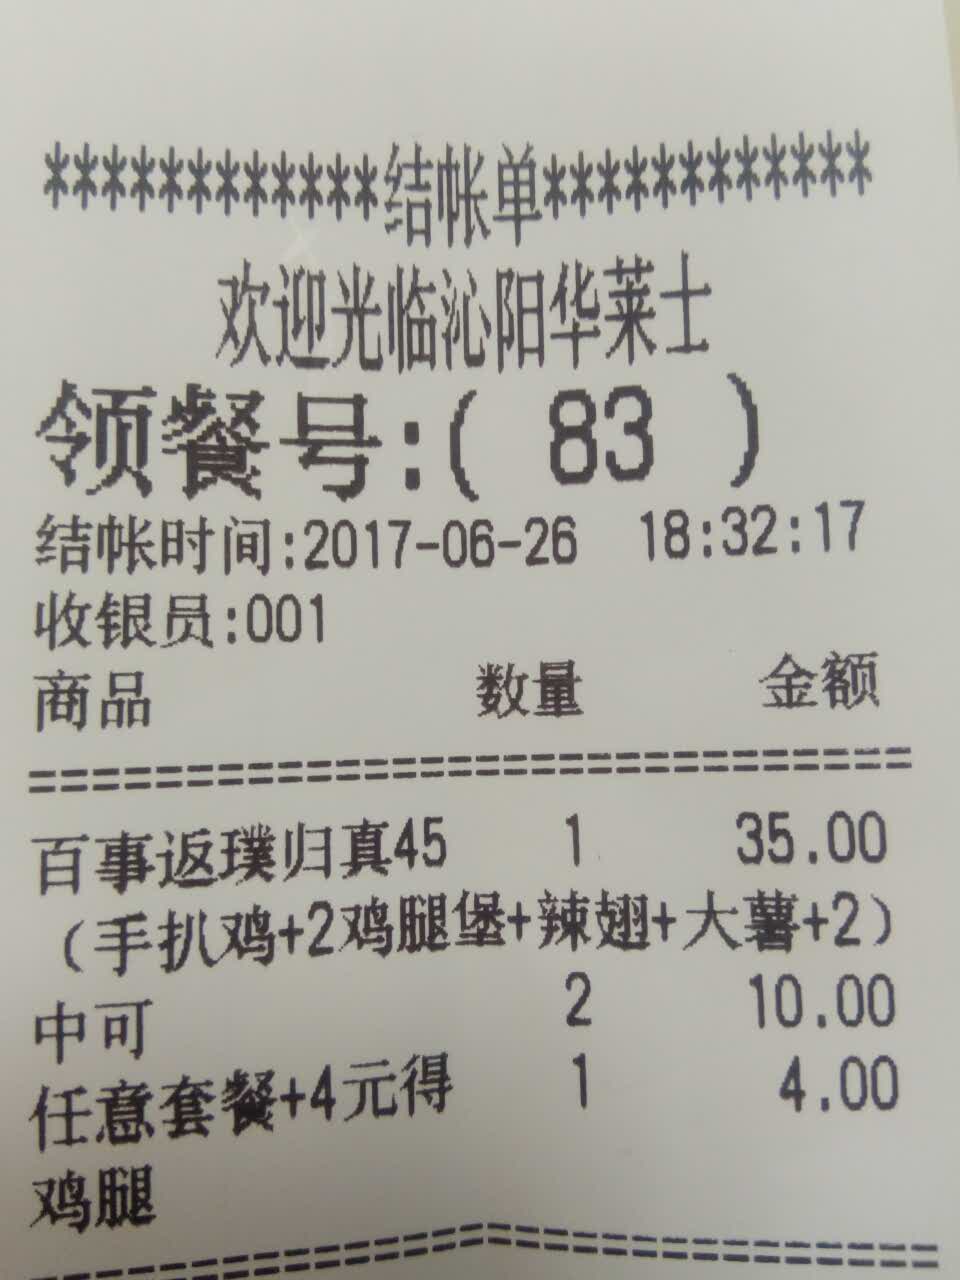 ************结帐单************
欢迎光临沁阳华莱士
领餐号:( 83 )
结帐时间:2017-06-26 18:32:17
收银员:001
商品 数量 金额
==============================
百事返璞归真45 1 35.00
(手扒鸡+2鸡腿堡+辣翅+大薯+2)
中可 2 10.00
任意套餐+4元得 1 4.00
鸡腿
==============================